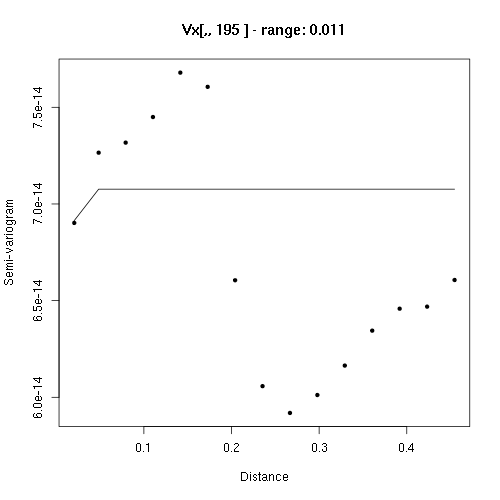 Vx[,, 195 ] - range: 0.011
Semi-variogram
7.5e-14
7.0e-14
6.5e-14
6.0e-14
0.1 0.2 0.3 0.4
Distance